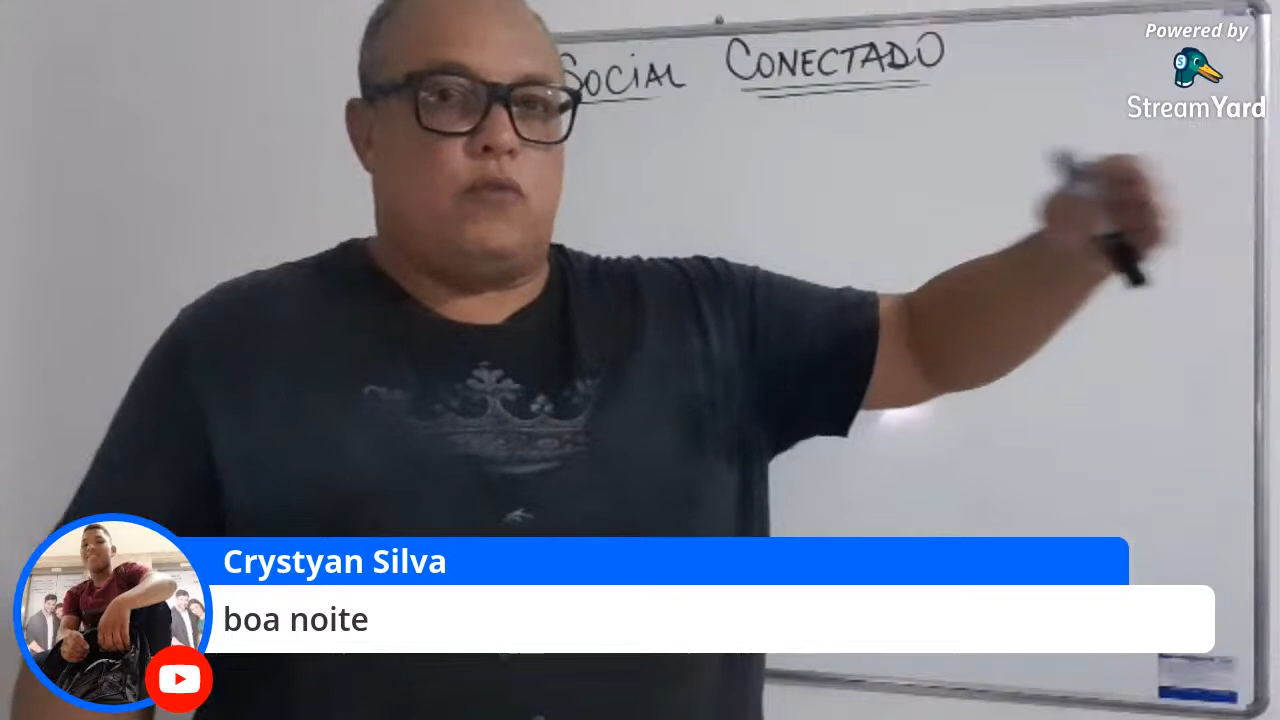 SOCIAL CONECTADO
Powered by
StreamYard
Crystyan Silva
boa noite